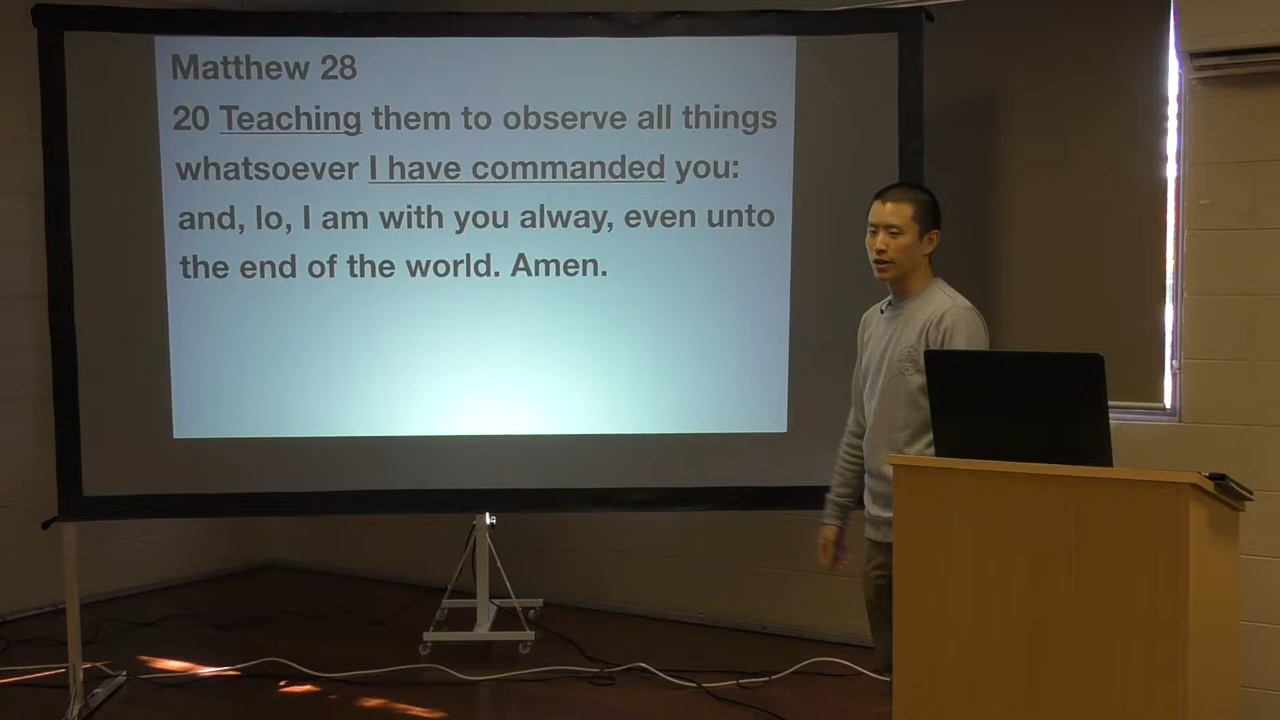 Matthew 28
20 Teaching them to observe all things
whatsoever I have commanded you:
and, lo, I am with you alway, even unto
the end of the world. Amen.